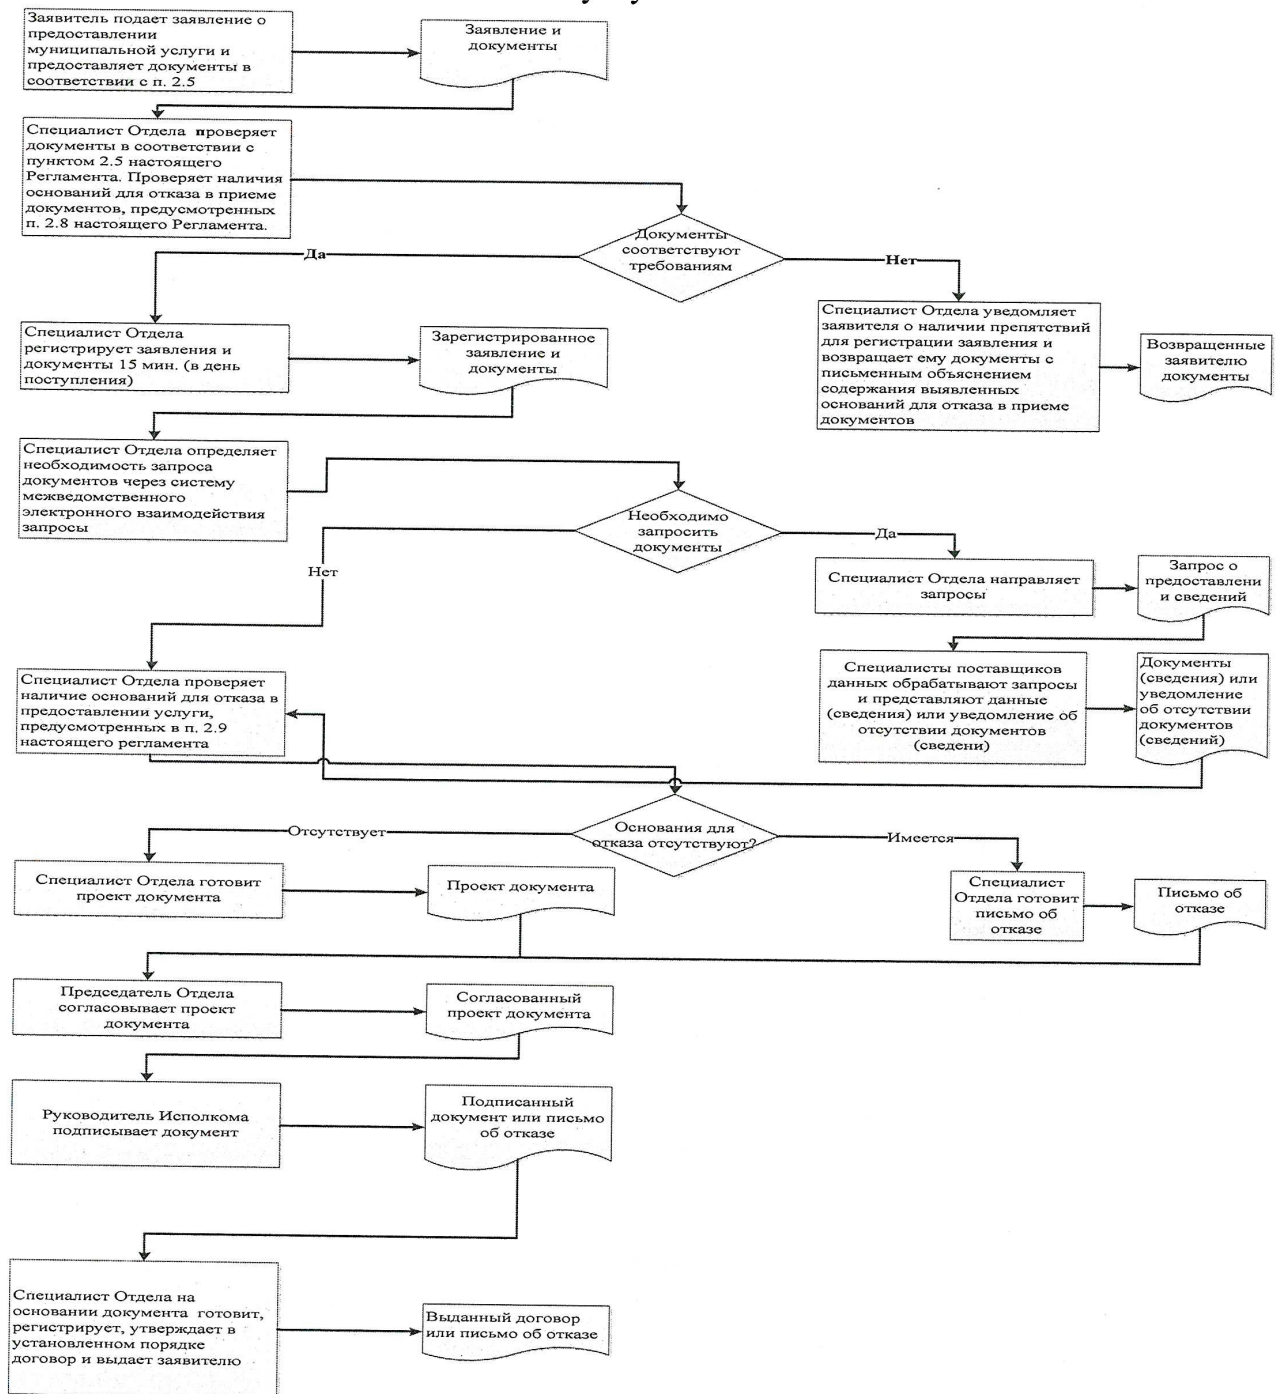 Заявитель подает заявление о
предоставлении
муниципальной услуги и
предоставляет документы в
соответствии с п. 2.5
Заявление и
документы
Специалист Отдела проверяет
документы в соответствии с
пунктом 2.5 настоящего
Регламента. Проверяет наличия
оснований для отказа в приеме
документов, предусмотренных
п. 2.8 настоящего Регламента.
Документы
соответствуют
требованиям
Да
Нет
Специалист Отдела
регистрирует заявления и
документы 15 мин. (в день
поступления)
Зарегистрированное
заявление и
документы
Специалист Отдела уведомляет
заявителя о наличии препятствий
для регистрации заявления и
возвращает ему документы с
письменным объяснением
содержания выявленных
оснований для отказа в приеме
документов
Возвращенные
заявителю
документы
Специалист Отдела определяет
необходимость запроса
документов через систему
межведомственного
электронного взаимодействия
запросы
Необходимо
запросить
документы
Нет
Да
Специалист Отдела направляет
запросы
Запрос о
предоставлени
и сведений
Специалист Отдела проверяет
наличие оснований для отказа в
предоставлении услуги,
предусмотренных в п. 2.9
настоящего регламента
Специалисты поставщиков
данных обрабатывают запросы
и представляют данные
(сведения) или уведомление об
отсутствии документов
(сведени)
Документы
(сведения) или
уведомление
об отсутствии
документов
(сведений)
Основания для
отказа отсутствуют?
Отсутствует
Имеется
Специалист Отдела готовит
проект документа
Проект документа
Специалист
Отдела готовит
письмо об
отказе
Письмо об
отказе
Председатель Отдела
согласовывает проект
документа
Согласованный
проект документа
Руководитель Исполкома
подписывает документ
Подписанный
документ или письмо
об отказе
Специалист Отдела на
основании документа готовит,
регистрирует, утверждает в
установленном порядке
договор и выдает заявителю
Выданный договор
или письмо об отказе